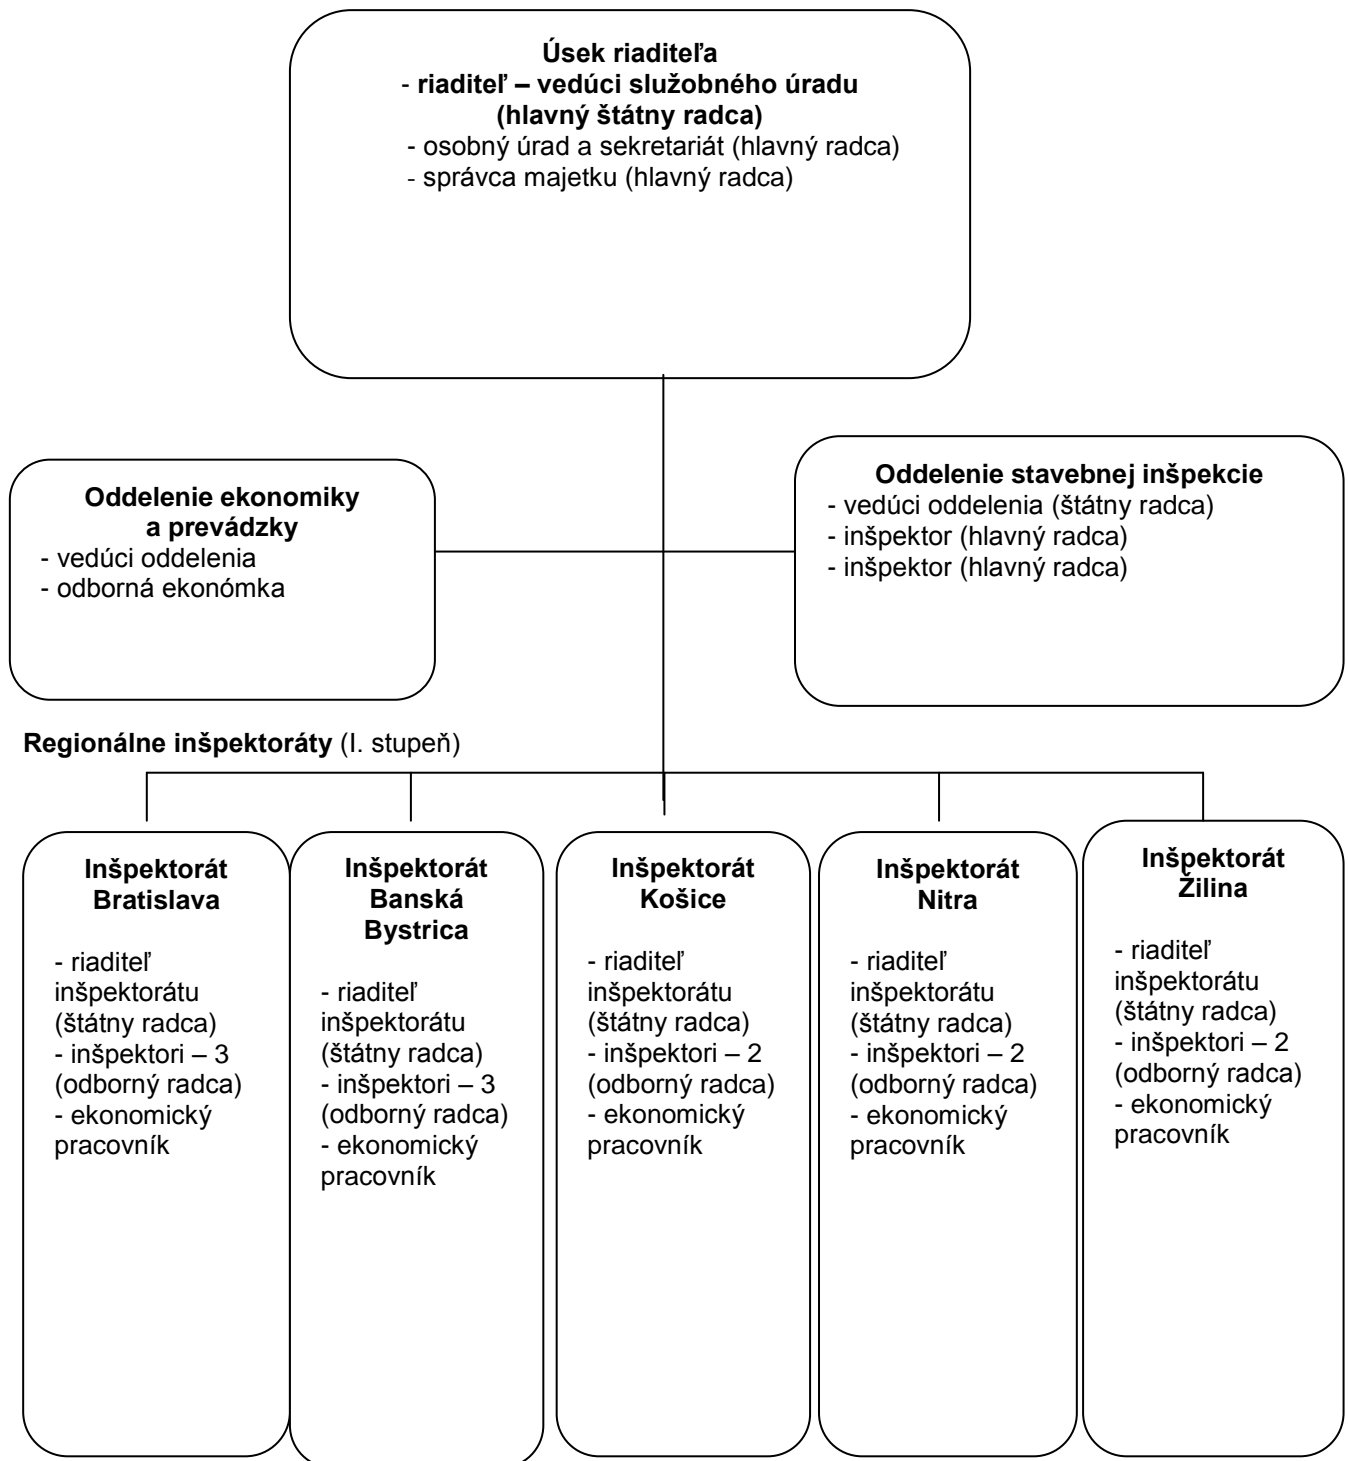 Úsek riaditeľa
- riaditeľ – vedúci služobného úradu
(hlavný štátny radca)
- osobný úrad a sekretariát (hlavný radca)
- správca majetku (hlavný radca)
Oddelenie ekonomiky
a prevádzky
- vedúci oddelenia
- odborná ekonómka
Oddelenie stavebnej inšpekcie
- vedúci oddelenia (štátny radca)
- inšpektor (hlavný radca)
- inšpektor (hlavný radca)
Regionálne inšpektoráty (I. stupeň)
Inšpektorát
Bratislava
- riaditeľ
inšpektorátu
(štátny radca)
- inšpektori – 3
(odborný radca)
- ekonomický
pracovník
Inšpektorát
Banská
Bystrica
- riaditeľ
inšpektorátu
(štátny radca)
- inšpektori – 3
(odborný radca)
- ekonomický
pracovník
Inšpektorát
Košice
- riaditeľ
inšpektorátu
(štátny radca)
- inšpektori – 2
(odborný radca)
- ekonomický
pracovník
Inšpektorát
Nitra
- riaditeľ
inšpektorátu
(štátny radca)
- inšpektori – 2
(odborný radca)
- ekonomický
pracovník
Inšpektorát
Žilina
- riaditeľ
inšpektorátu
(štátny radca)
- inšpektori – 2
(odborný radca)
- ekonomický
pracovník